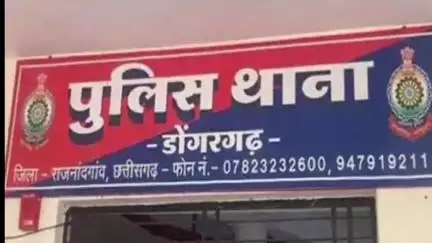 पुलिस थाना
- डोंगरगढ़ -
जिला - राजनांदगांव, छत्तीसगढ़ - फोन नं.- 07823232600, 947919211